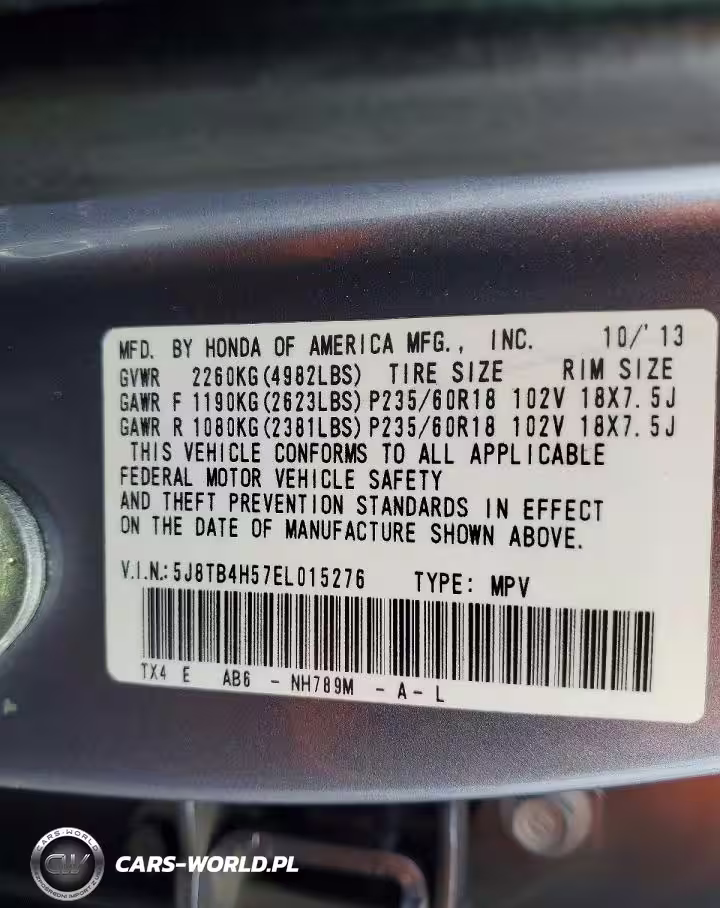 MFD. BY HONDA OF AMERICA MFG., INC. 10/'13
GVWR 2260KG(4982LBS) TIRE SIZE RIM SIZE
GAWR F 1190KG(2623LBS)P235/60R18 102V 18X7.5J
GAWR R 1080KG(2381LBS)P235/60R18 102V 18X7.5J
THIS VEHICLE CONFORMS TO ALL APPLICABLE
FEDERAL MOTOR VEHICLE SAFETY
AND THEFT PREVENTION STANDARDS IN EFFECT
ON THE DATE OF MANUFACTURE SHOWN ABOVE.
V.I.N.:5J8TB4H57EL015276 TYPE: MPV
TX4 E AB6 - NH789M - A - L
CARS-WORLD
CW
CARS-WORLD.PL